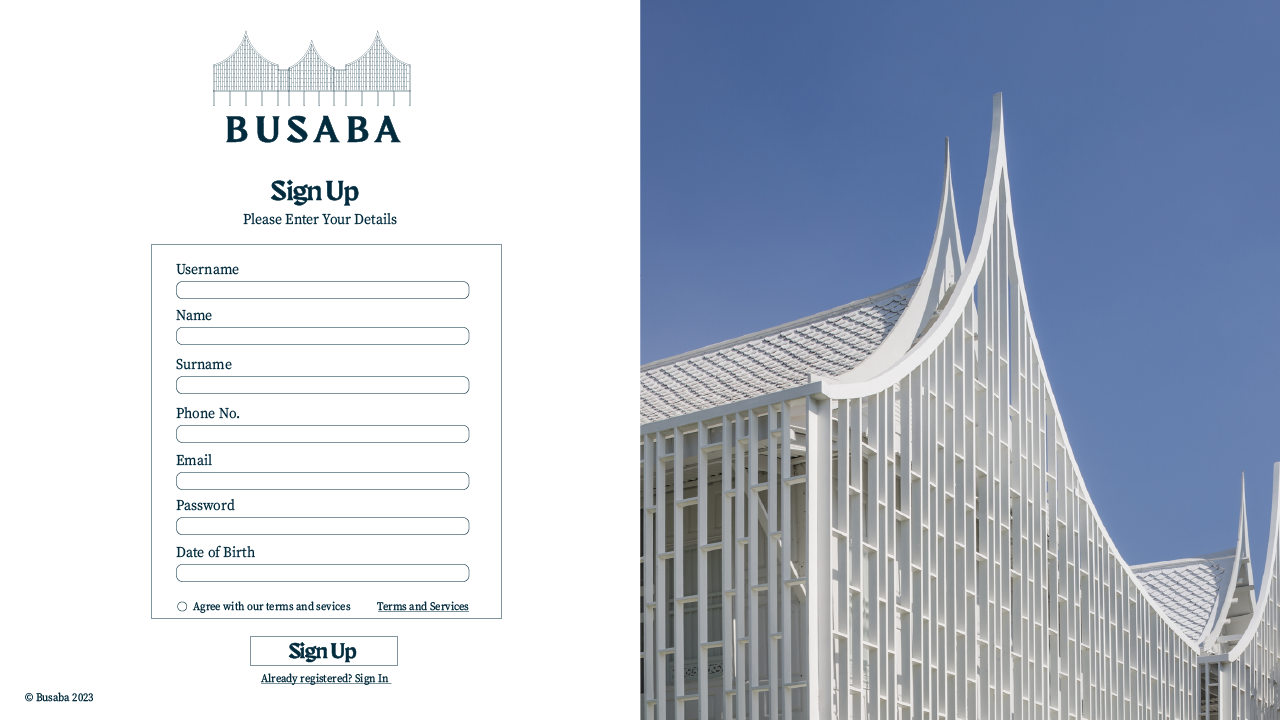 BUSABA
Sign Up
Please Enter Your Details
Username
Name
Surname
Phone No.
Email
Password
Date of Birth
Agree with our terms and sevices Terms and Services
Sign Up
Already registered? Sign In
© Busaba 2023